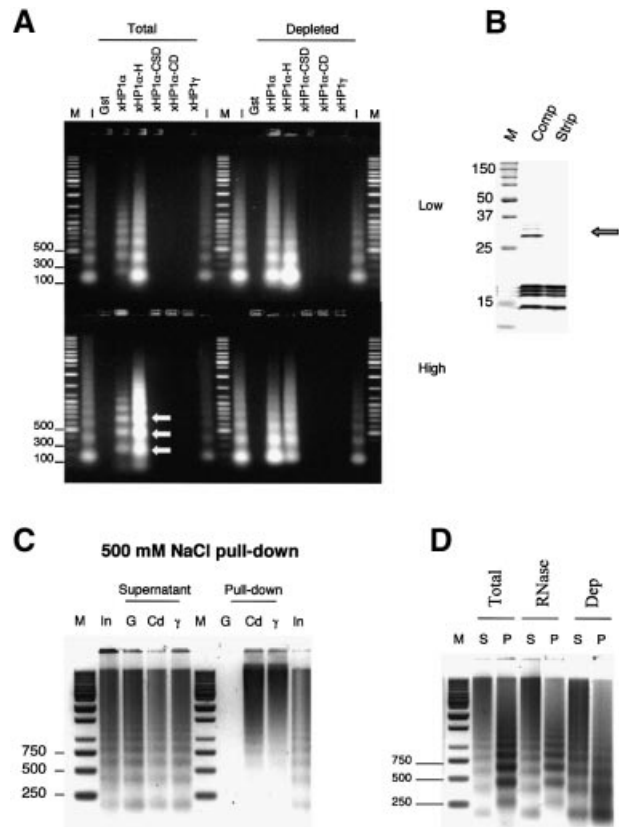 A
Total
Depleted
M
I
Gst
xHP1α
xHP1α-H
xHP1α-CSD
xHP1α-CD
xHP1γ
I
M
I
Gst
xHP1α
xHP1α-H
xHP1α-CSD
xHP1α-CD
xHP1γ
I
M
500
300
100
Low
500
300
100
High
B
M
Comp
Strip
150
50
37
25
15
C
500 mM NaCl pull-down
Supernatant
Pull-down
M In G Cd γ M G Cd γ In
750
500
250
D
Total
RNase
Dep
M S P S P S P
750
500
250